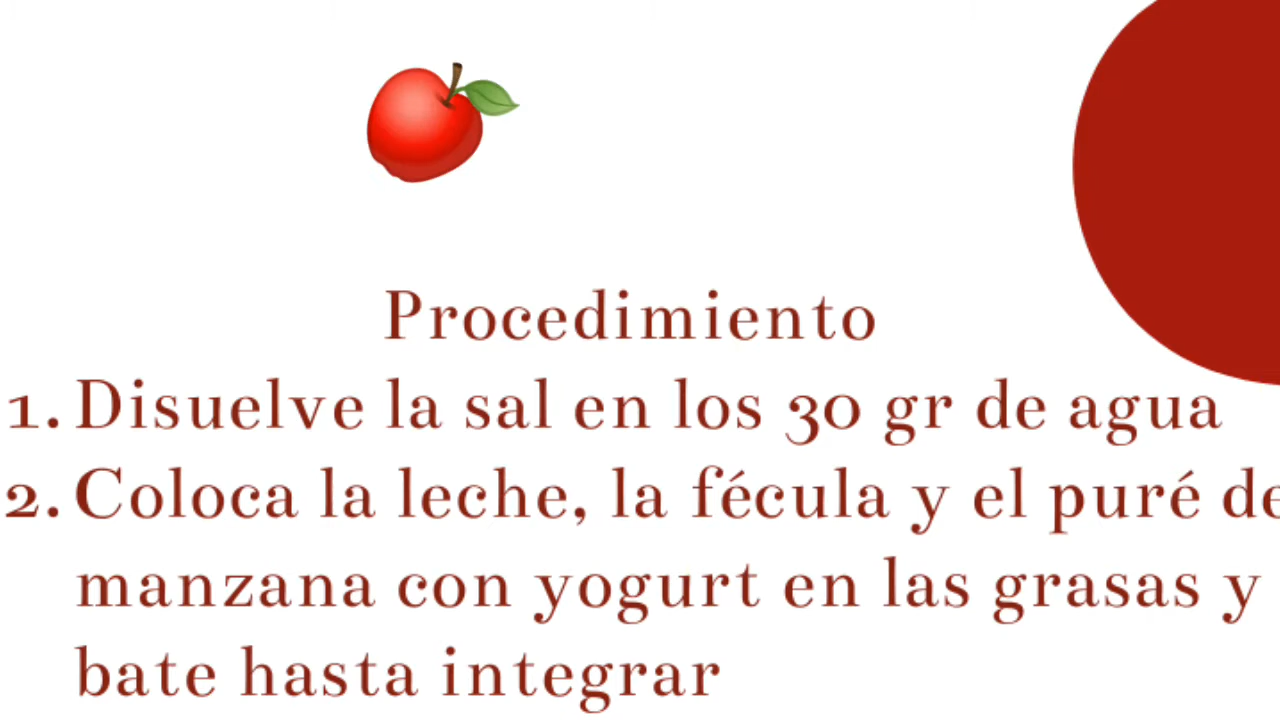 Procedimiento
1. Disuelve la sal en los 30 gr de agua
2. Coloca la leche, la fécula y el puré de
manzana con yogurt en las grasas y
bate hasta integrar